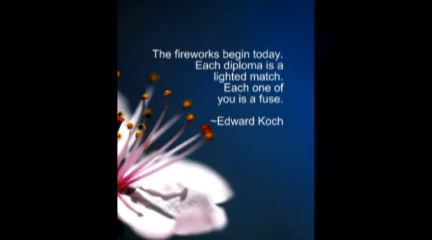 The fireworks begin today.
Each diploma is a
lighted match.
Each one of
you is a fuse.
~Edward Koch